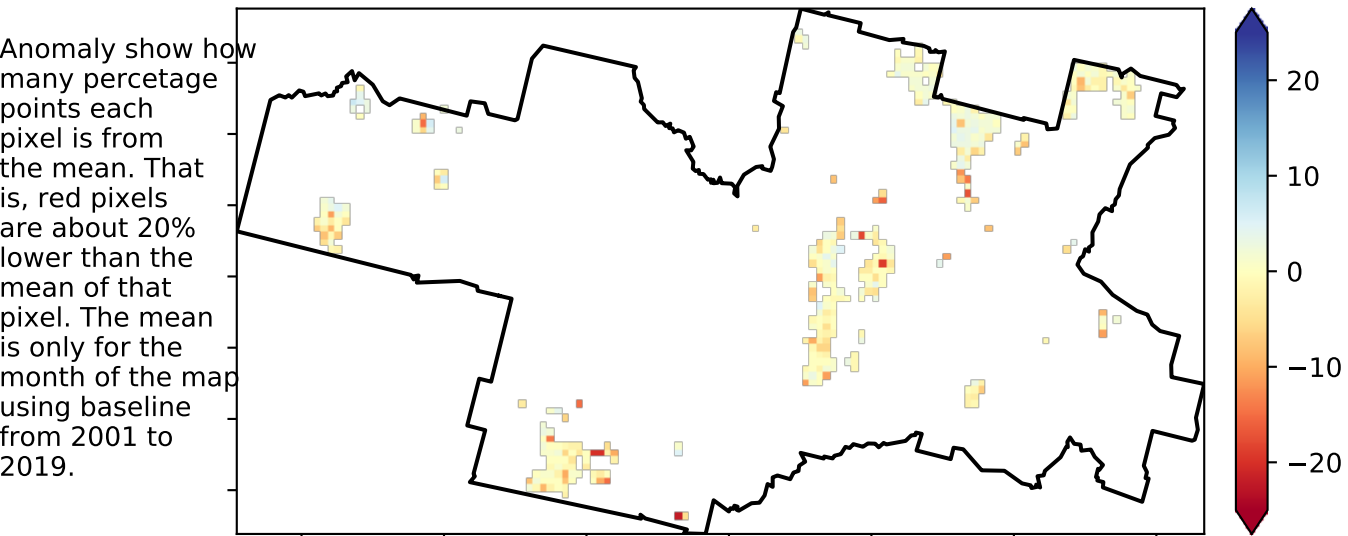 Anomaly show how
many percetage
points each
pixel is from
the mean. That
is, red pixels
are about 20%
lower than the
mean of that
pixel. The mean
is only for the
month of the map
using baseline
from 2001 to
2019.
20
10
0
−10
−20